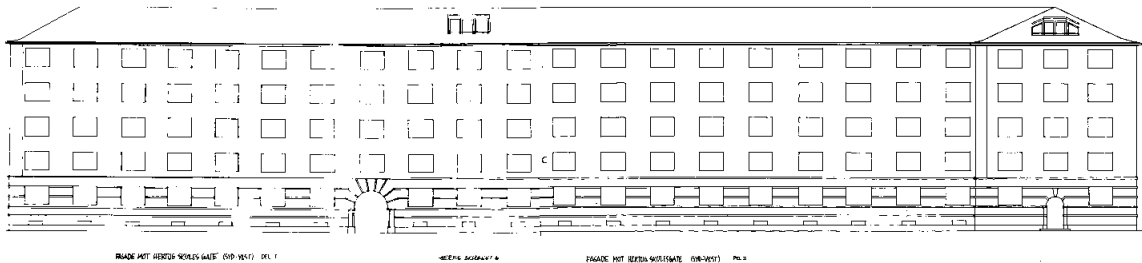 FASADE MOT HERTUG SKULES GATE (SYD-VEST) DEL 1
FASADE MOT HERTUG SKULESGATE (SYD-VEST) DEL 2
C